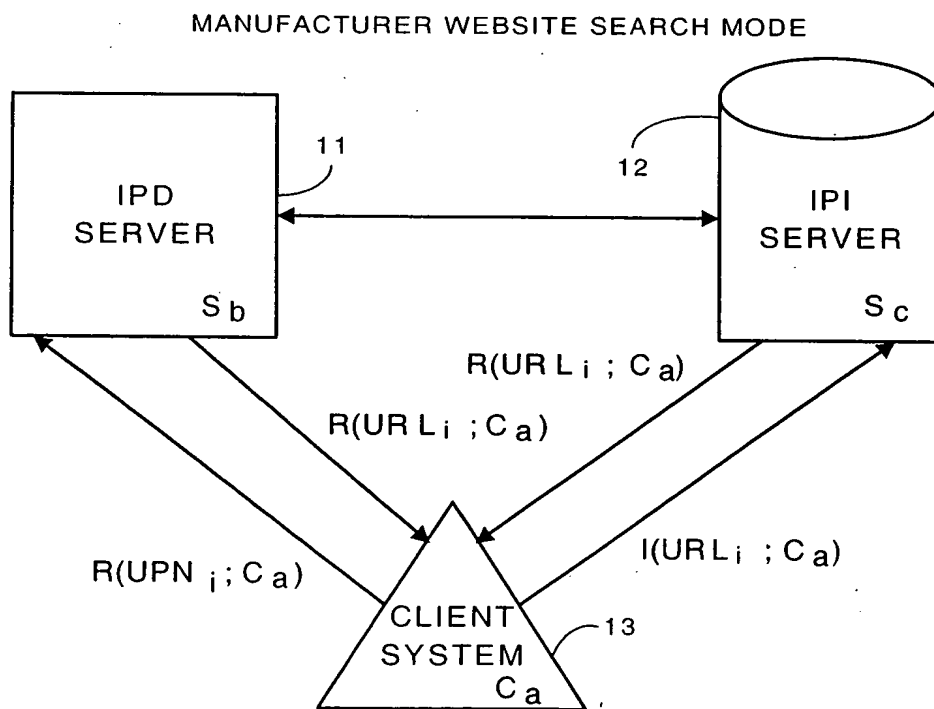 MANUFACTURER WEBSITE SEARCH MODE
11
12
IPD
SERVER
Sb
IPI
SERVER
Sc
R(URLi ; Ca)
R(URLi ; Ca)
R(UPNi ; Ca)
I(URLi ; Ca)
CLIENT
SYSTEM
Ca
13